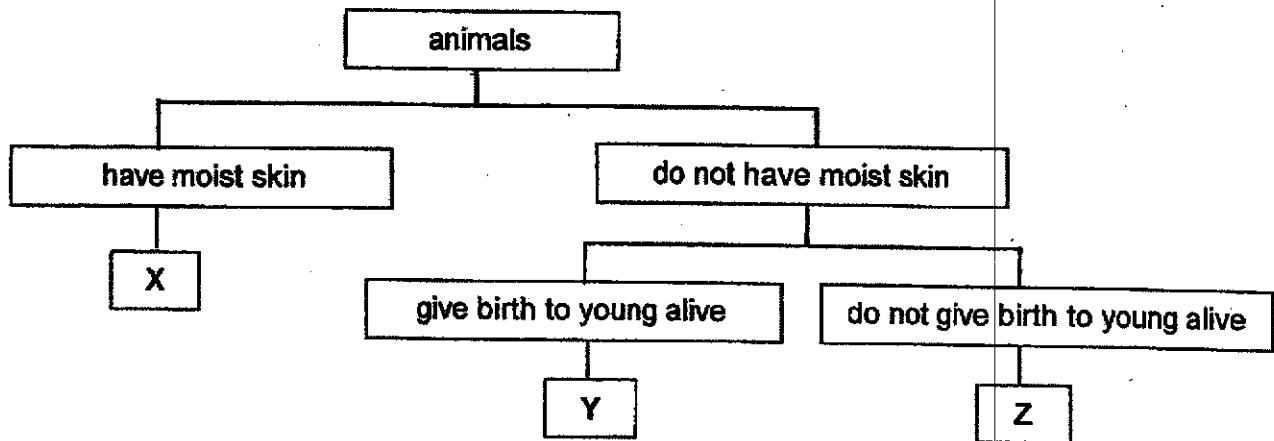 animals
have moist skin
do not have moist skin
X
give birth to young alive
do not give birth to young alive
Y
Z